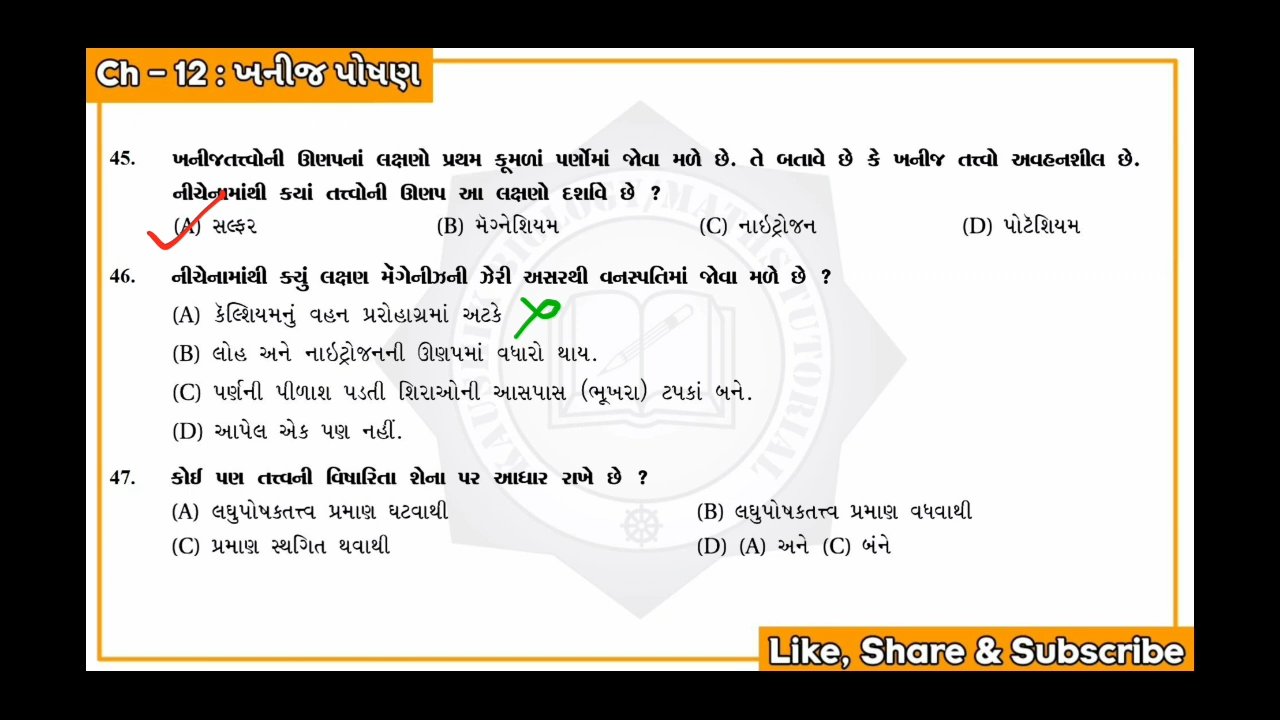 Ch - 12 : ખનીજ પોષણ
45. ખનીજતત્ત્વોની ઊણપનાં લક્ષણો પ્રથમ કૂમળાં પર્ણોમાં જોવા મળે છે. તે બતાવે છે કે ખનીજ તત્ત્વો અવહનશીલ છે.
નીચેનામાંથી કયાં તત્ત્વોની ઊણપ આ લક્ષણો દર્શાવે છે ?
(A) સલ્ફર (B) મૅગ્નેશિયમ (C) નાઇટ્રોજન (D) પોટૅશિયમ
46. નીચેનામાંથી ક્યું લક્ષણ મેંગેનીઝની ઝેરી અસરથી વનસ્પતિમાં જોવા મળે છે ?
(A) કૅલ્શિયમનું વહન પ્રરોહાગ્રમાં અટકે
(B) લોહ અને નાઇટ્રોજનની ઊણપમાં વધારો થાય.
(C) પર્ણની પીળાશ પડતી શિરાઓની આસપાસ (ભૂખરા) ટપકાં બને.
(D) આપેલ એક પણ નહીં.
47. કોઈ પણ તત્ત્વની વિષારિતા શેના પર આધાર રાખે છે ?
(A) લઘુપોષકતત્ત્વ પ્રમાણ ઘટવાથી (B) લઘુપોષકતત્ત્વ પ્રમાણ વધવાથી
(C) પ્રમાણ સ્થગિત થવાથી (D) (A) અને (C) બંને
KAUSHIK BIOLOGY/MATHS TUTORIAL
Like, Share & Subscribe